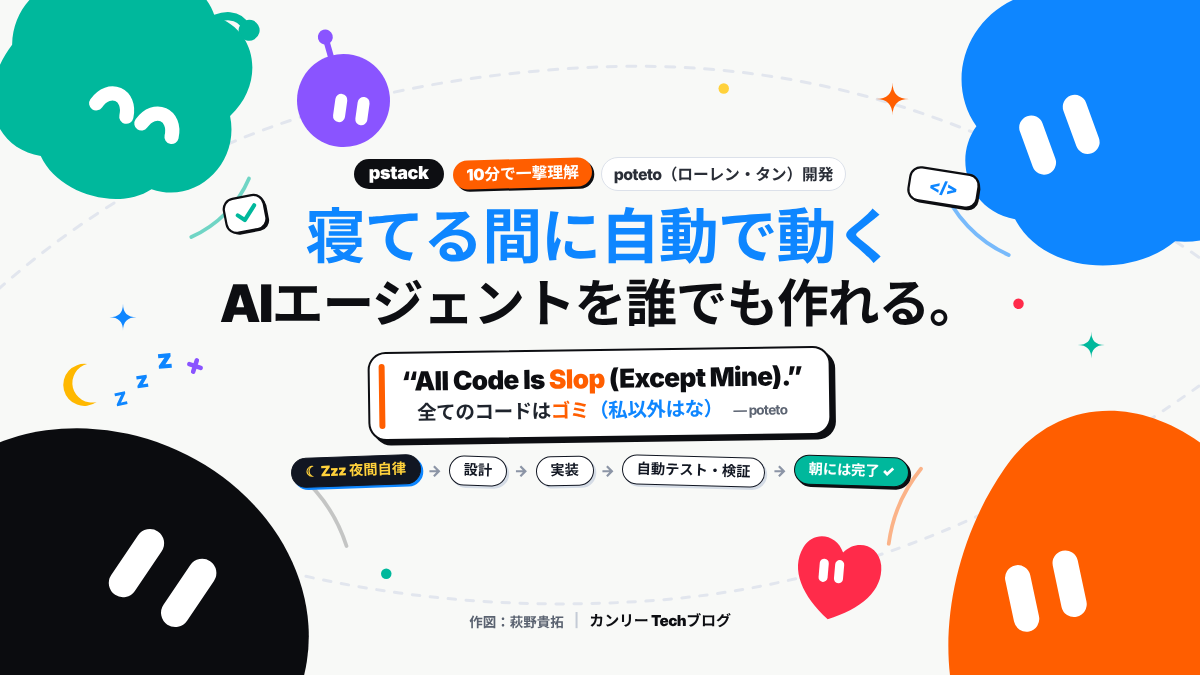 pstack 10分で一撃理解 poteto（ローレン・タン）開発
</>
寝てる間に自動で動く
AIエージェントを誰でも作れる。
z z z
“All Code Is Slop (Except Mine).”
全てのコードはゴミ（私以外はな） —poteto
☾ Zzz 夜間自律 → 設計 → 実装 → 自動テスト・検証 → 朝には完了 ✓
作図：萩野貴拓 | カンリー Techブログ